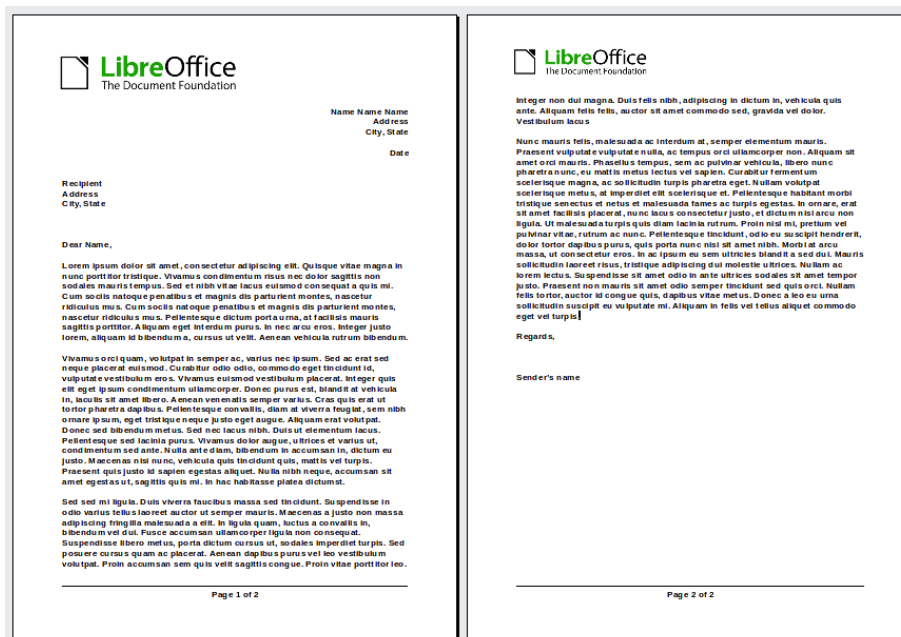 LibreOffice
The Document Foundation
Name Name Name
Address
City, State
Date
Recipient
Address
City, State
Dear Name,
Lorem ipsum dolor sit amet, consectetur adipiscing elit. Quisque vitae magna in
nunc porttitor tristique. Vivamus condimentum risus nec dolor sagittis non
sodales mauris tempus. Sed et nibh vitae lacus euismod consequat a quis mi.
Cum sociis natoque penatibus et magnis dis parturient montes, nascetur
ridiculus mus. Cum sociis natoque penatibus et magnis dis parturient montes,
nascetur ridiculus mus. Pellentesque dictum porta urna, at facilisis mauris
sagittis porttitor. Aliquam eget interdum purus. In nec arcu eros. Integer justo
lorem, aliquam id bibendum a, cursus ut velit. Aenean vehicula rutrum bibendum.
Vivamus orci quam, volutpat in semper ac, varius nec ipsum. Sed ac erat sed
neque placerat euismod. Curabitur odio odio, commodo eget tincidunt id,
vulputate vestibulum eros. Vivamus euismod vestibulum placerat. Integer quis
elit eget ipsum condimentum ullamcorper. Donec purus est, blandit at vehicula
in, iaculis sit amet libero. Aenean venenatis semper varius. Cras quis erat ut
tortor pharetra dapibus. Pellentesque convallis, diam at viverra feugiat, sem nibh
ornare ipsum, eget tristique neque justo eget augue. Aliquam erat volutpat.
Donec sed bibendum metus. Sed nec lacus nibh. Duis ut elementum lacus.
Pellentesque sed lacinia purus. Vivamus dolor augue, ultrices et varius ut,
condimentum sed ante. Nulla ante diam, bibendum in accumsan in, dictum eu
justo. Maecenas nisi nunc, vehicula quis tincidunt quis, mattis vel turpis.
Praesent quis justo id sapien egestas aliquet. Nulla nibh neque, accumsan sit
amet egestas ut, sagittis quis mi. In hac habitasse platea dictumst.
Sed sed mi ligula. Duis viverra faucibus massa sed tincidunt. Suspendisse in
odio varius tellus laoreet auctor ut semper mauris. Maecenas a justo non massa
adipiscing fringilla malesuada a elit. In ligula quam, luctus a convallis in,
bibendum vel dui. Fusce accumsan ullamcorper ligula non consequat.
Suspendisse libero metus, porta dictum cursus ut, sodales imperdiet turpis. Sed
posuere cursus quam ac placerat. Aenean dapibus purus vel leo vestibulum
volutpat. Proin accumsan sem quis velit sagittis congue. Proin vitae porttitor leo.
Page 1 of 2
LibreOffice
The Document Foundation
Integer non dui magna. Duis felis nibh, adipiscing in dictum in, vehicula quis
ante. Aliquam felis felis, auctor sit amet commodo sed, gravida vel dolor.
Vestibulum lacus
Nunc mauris felis, malesuada ac interdum at, semper elementum mauris.
Praesent vulputate vulputate nulla, ac tempus orci ullamcorper non. Aliquam sit
amet orci mauris. Phasellus tempus, sem ac pulvinar vehicula, libero nunc
pharetra nunc, eu mattis metus lectus vel sapien. Curabitur fermentum
scelerisque magna, ac sollicitudin turpis pharetra eget. Nullam volutpat
scelerisque metus, at imperdiet elit scelerisque et. Pellentesque habitant morbi
tristique senectus et netus et malesuada fames ac turpis egestas. In ornare, erat
sit amet facilisis placerat, nunc lacus consectetur justo, et dictum nisi arcu non
ligula. Ut malesuada turpis quis diam lacinia rutrum. Proin nisl mi, pretium vel
pulvinar vitae, rutrum ac nunc. Pellentesque tincidunt, odio eu suscipit hendrerit,
dolor tortor dapibus purus, quis porta nunc nisi sit amet nibh. Morbi at arcu
massa, ut consectetur eros. In ac ipsum eu sem ultricies blandit a sed dui. Mauris
sollicitudin laoreet risus, tristique adipiscing dui molestie ultrices. Nullam ac
lorem lectus. Suspendisse sit amet odio in ante ultrices sodales sit amet tempor
justo. Praesent non mauris sit amet odio semper tincidunt sed quis orci. Nullam
felis tortor, auctor id congue quis, dapibus vitae metus. Donec a leo eu urna
sollicitudin suscipit eu vulputate mi. Aliquam in felis vel tellus aliquet commodo
eget vel turpis
Regards,
Sender's name
Page 2 of 2